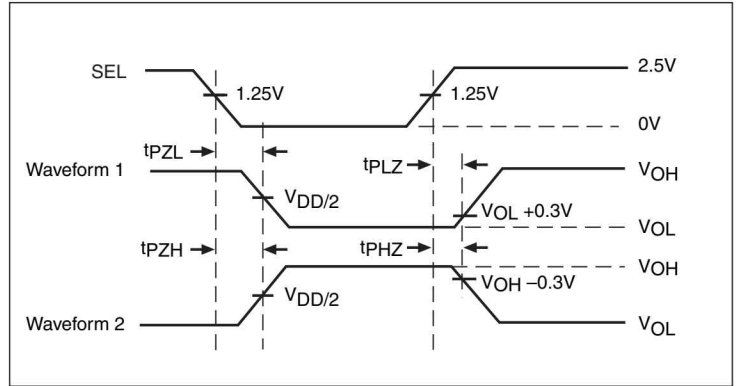 SEL
1.25V
1.25V
2.5V
0V
tPZL
tPLZ
Waveform 1
VDD/2
VOH
VOL +0.3V
VOL
tPZH
tPHZ
VOH
VDD/2
VOH –0.3V
Waveform 2
VOL